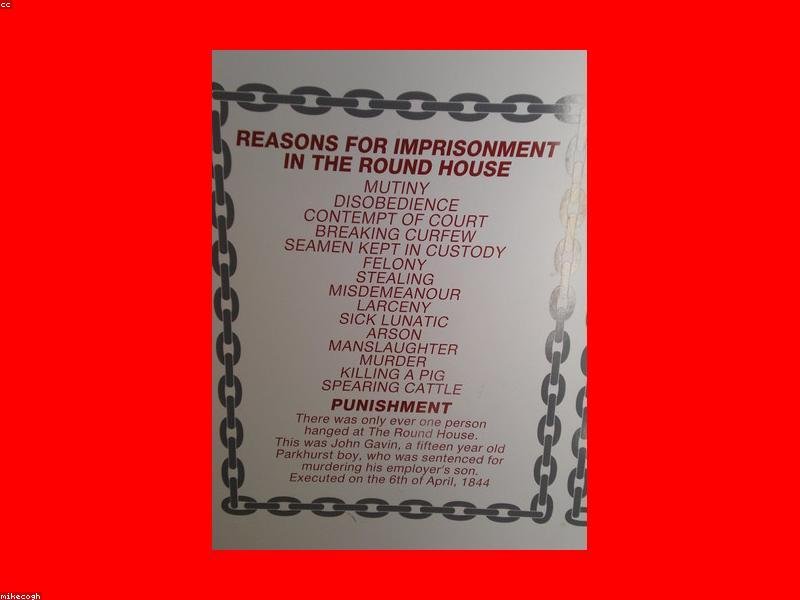 cc
REASONS FOR IMPRISONMENT
IN THE ROUND HOUSE
MUTINY
DISOBEDIENCE
CONTEMPT OF COURT
BREAKING CURFEW
SEAMEN KEPT IN CUSTODY
FELONY
STEALING
MISDEMEANOUR
LARCENY
SICK LUNATIC
ARSON
MANSLAUGHTER
MURDER
KILLING A PIG
SPEARING CATTLE
PUNISHMENT
There was only ever one person
hanged at The Round House.
This was John Gavin, a fifteen year old
Parkhurst boy, who was sentenced for
murdering his employer's son.
Executed on the 6th of April, 1844
mikecogh